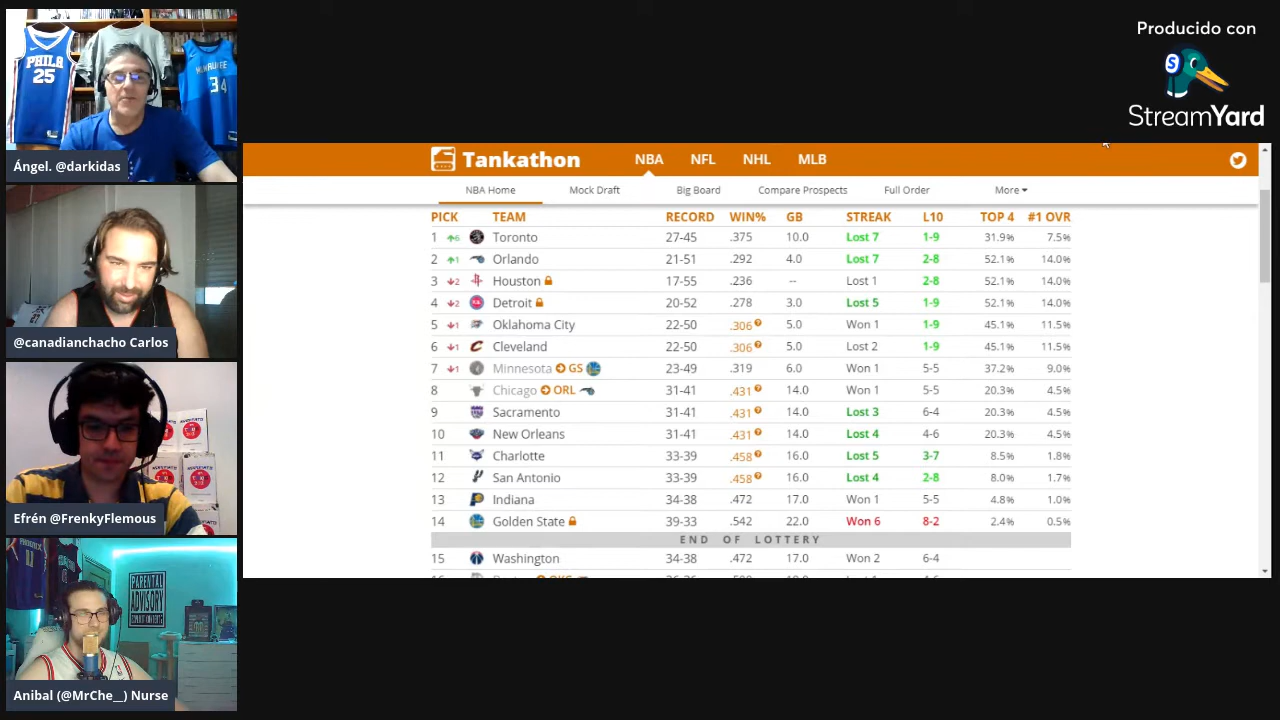 Producido con
StreamYard
PHILA
25
MILWAUKEE
34
Ángel. @darkidas
@canadianchacho Carlos
Efrén @FrenkyFlemous
PHOENIX
11
PARENTAL
ADVISORY
EXPLICIT CONTENT
Anibal (@MrChe__) Nurse
Tankathon NBA NFL NHL MLB
NBA Home Mock Draft Big Board Compare Prospects Full Order More
PICK TEAM RECORD WIN% GB STREAK L10 TOP 4 #1 OVR
1 6 Toronto 27-45 .375 10.0 Lost 7 1-9 31.9% 7.5%
2 1 Orlando 21-51 .292 4.0 Lost 7 2-8 52.1% 14.0%
3 2 Houston 17-55 .236 -- Lost 1 2-8 52.1% 14.0%
4 2 Detroit 20-52 .278 3.0 Lost 5 1-9 52.1% 14.0%
5 1 Oklahoma City 22-50 .306 5.0 Won 1 1-9 45.1% 11.5%
6 1 Cleveland 22-50 .306 5.0 Lost 2 1-9 45.1% 11.5%
7 1 Minnesota GS 23-49 .319 6.0 Won 1 5-5 37.2% 9.0%
8 Chicago ORL 31-41 .431 14.0 Won 1 5-5 20.3% 4.5%
9 Sacramento 31-41 .431 14.0 Lost 3 6-4 20.3% 4.5%
10 New Orleans 31-41 .431 14.0 Lost 4 4-6 20.3% 4.5%
11 Charlotte 33-39 .458 16.0 Lost 5 3-7 8.5% 1.8%
12 San Antonio 33-39 .458 16.0 Lost 4 2-8 8.0% 1.7%
13 Indiana 34-38 .472 17.0 Won 1 5-5 4.8% 1.0%
14 Golden State 39-33 .542 22.0 Won 6 8-2 2.4% 0.5%
END OF LOTTERY
15 Washington 34-38 .472 17.0 Won 2 6-4